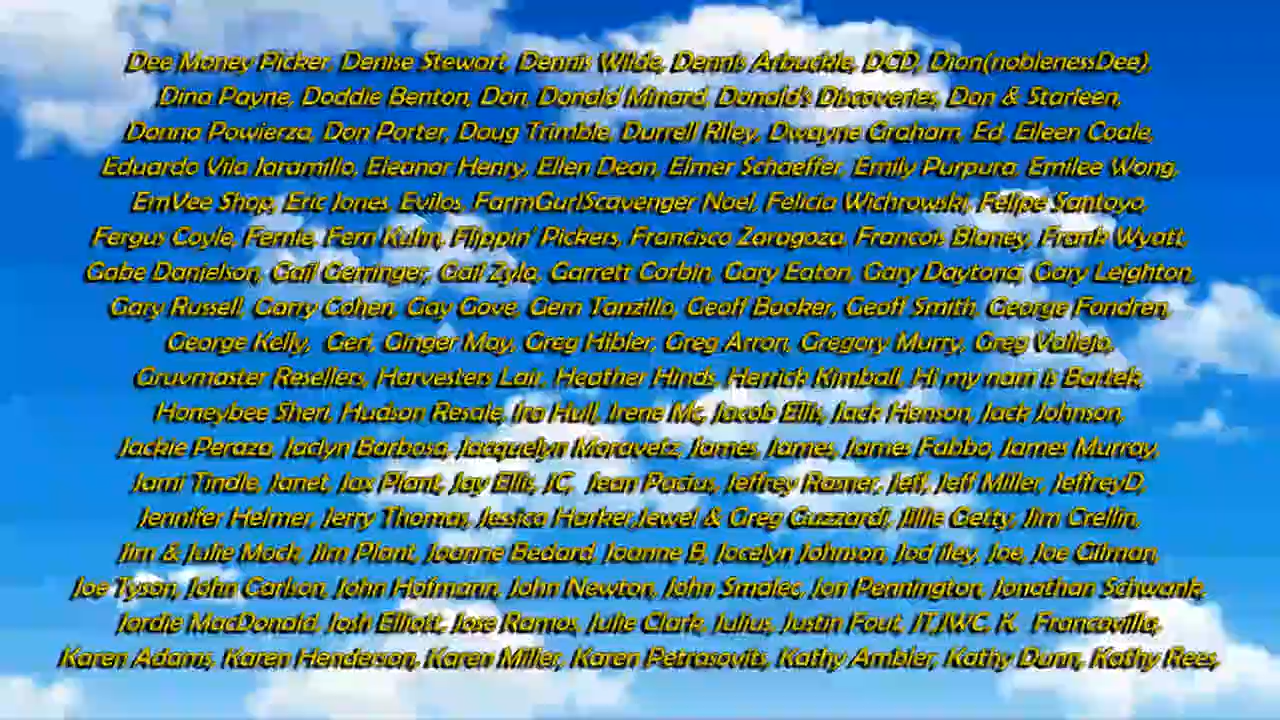 Dee Money Picker, Denise Stewart, Dennis Wilde, Dennis Arbuckle, DCD, Dion(noblenessDee),
Dina Payne, Doddie Benton, Don, Donald Minard, Donald's Discoveries, Don & Starleen,
Donna Powierza, Don Porter, Doug Trimble, Durrell Riley, Dwayne Graham, Ed, Eileen Coale,
Eduardo Vila Jaramillo, Eleanor Henry, Ellen Dean, Elmer Schaeffer, Emily Purpura, Emilee Wong,
EmVee Shop, Eric Jones, Evilos, FarmGurlScavenger Noel, Felicia Wichrowski, Felipe Santoyo,
Fergus Coyle, Fernie, Fern Kuhn, Flippin' Pickers, Francisco Zaragoza, Francois Blaney, Frank Wyatt,
Gabe Danielson, Gail Gerringer, Gail Zyla, Garrett Corbin, Gary Eaton, Gary Daytona, Gary Leighton,
Gary Russell, Garry Cohen, Gay Gove, Gem Tanzillo, Geoff Booker, Geoff Smith, George Fondren,
George Kelly, Geri, Ginger May, Greg Hibler, Greg Arron, Gregory Murry, Greg Vallejo,
Gruvmaster Resellers, Harvesters Lair, Heather Hinds, Herrick Kimball, Hi my nam is Bartek,
Honeybee Sheri, Hudson Resale, Ira Hull, Irene Mc, Jacob Ellis, Jack Henson, Jack Johnson,
Jackie Peraza, Jaclyn Barbosa, Jacquelyn Moravetz, James, James, James Fabbo, James Murray,
Jami Tindle, Janet, Jax Plant, Jay Ellis, JC, Jean Pacius, Jeffrey Razner, Jeff, Jeff Miller, JeffreyD,
Jennifer Helmer, Jerry Thomas, Jessica Harker,Jewel & Greg Guzzardi, Jillie Getty, Jim Crellin,
Jim & Julie Mock, Jim Plant, Joanne Bedard, Joanne B, Jocelyn Johnson, Jod iley, Joe, Joe Gilman,
Joe Tyson, John Carlson, John Hofmann, John Newton, John Smalec, Jon Pennington, Jonathan Schwank,
Jordie MacDonald, Josh Elliott, Jose Ramos, Julie Clark, Julius, Justin Fout, JT,JWC, K. Francavilla,
Karen Adams, Karen Henderson, Karen Miller, Karen Petrasovits, Kathy Ambler, Kathy Dunn, Kathy Rees,